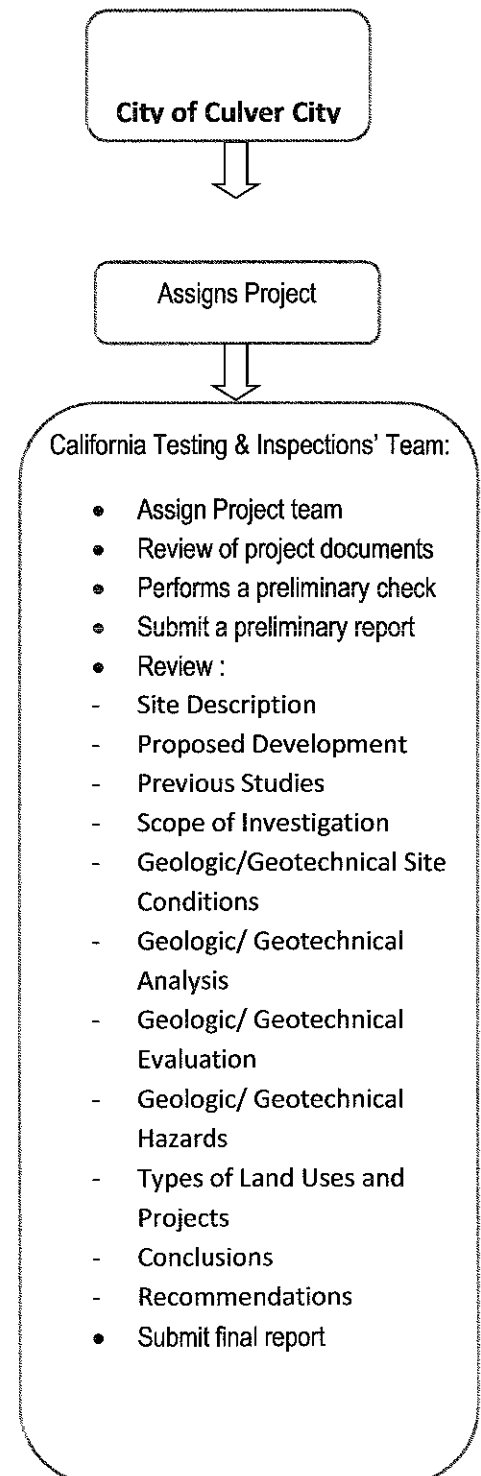 City of Culver City
Assigns Project
California Testing & Inspections' Team:
• Assign Project team
• Review of project documents
• Performs a preliminary check
• Submit a preliminary report
• Review :
- Site Description
- Proposed Development
- Previous Studies
- Scope of Investigation
- Geologic/Geotechnical Site
Conditions
- Geologic/ Geotechnical
Analysis
- Geologic/ Geotechnical
Evaluation
- Geologic/ Geotechnical
Hazards
- Types of Land Uses and
Projects
- Conclusions
- Recommendations
• Submit final report